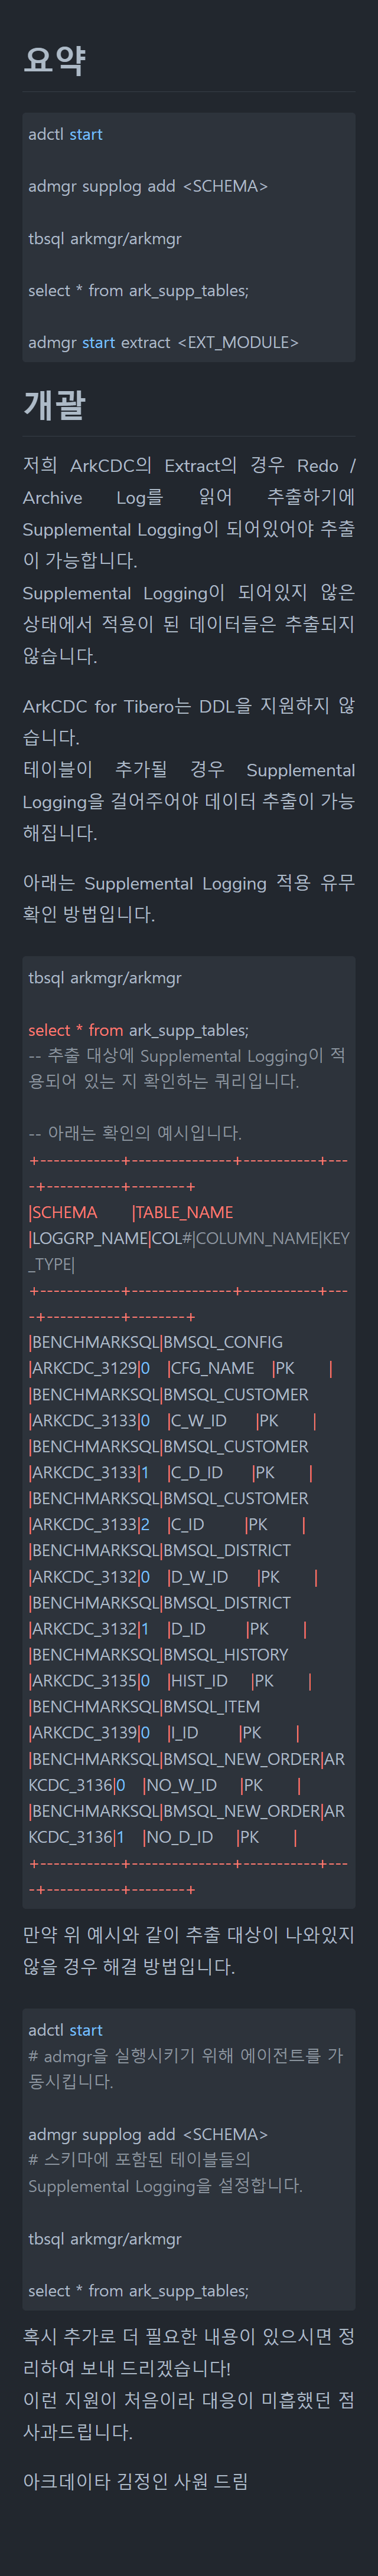 요약
adctl start
admgr supplog add <SCHEMA>
tbsql arkmgr/arkmgr
select * from ark_supp_tables;
admgr start extract <EXT_MODULE>
개괄
저희 ArkCDC의 Extract의 경우 Redo /
Archive Log를 읽어 추출하기에
Supplemental Logging이 되어있어야 추출
이 가능합니다.
Supplemental Logging이 되어있지 않은
상태에서 적용이 된 데이터들은 추출되지
않습니다.
ArkCDC for Tibero는 DDL을 지원하지 않
습니다.
테이블이 추가될 경우 Supplemental
Logging을 걸어주어야 데이터 추출이 가능
해집니다.
아래는 Supplemental Logging 적용 유무
확인 방법입니다.
tbsql arkmgr/arkmgr
select * from ark_supp_tables;
-- 추출 대상에 Supplemental Logging이 적
용되어 있는 지 확인하는 쿼리입니다.
-- 아래는 확인의 예시입니다.
+------------+---------------+-----------+---
-+------------+--------+
|SCHEMA      |TABLE_NAME
|LOGGRP_NAME|COL#|COLUMN_NAME|KEY
_TYPE|
+------------+---------------+-----------+---
-+------------+--------+
|BENCHMARKSQL|BMSQL_CONFIG
|ARKCDC_3129|0   |CFG_NAME   |PK      |
|BENCHMARKSQL|BMSQL_CUSTOMER
|ARKCDC_3133|0   |C_W_ID     |PK      |
|BENCHMARKSQL|BMSQL_CUSTOMER
|ARKCDC_3133|1   |C_D_ID     |PK      |
|BENCHMARKSQL|BMSQL_CUSTOMER
|ARKCDC_3133|2   |C_ID       |PK      |
|BENCHMARKSQL|BMSQL_DISTRICT
|ARKCDC_3132|0   |D_W_ID     |PK      |
|BENCHMARKSQL|BMSQL_DISTRICT
|ARKCDC_3132|1   |D_ID       |PK      |
|BENCHMARKSQL|BMSQL_HISTORY
|ARKCDC_3135|0   |HIST_ID    |PK      |
|BENCHMARKSQL|BMSQL_ITEM
|ARKCDC_3139|0   |I_ID       |PK      |
|BENCHMARKSQL|BMSQL_NEW_ORDER|AR
KCDC_3136|0   |NO_W_ID    |PK      |
|BENCHMARKSQL|BMSQL_NEW_ORDER|AR
KCDC_3136|1   |NO_D_ID    |PK      |
+------------+---------------+-----------+---
-+------------+--------+
만약 위 예시와 같이 추출 대상이 나와있지
않을 경우 해결 방법입니다.
adctl start
# admgr을 실행시키기 위해 에이전트를 가
동시킵니다.
admgr supplog add <SCHEMA>
# 스키마에 포함된 테이블들의
Supplemental Logging을 설정합니다.
tbsql arkmgr/arkmgr
select * from ark_supp_tables;
혹시 추가로 더 필요한 내용이 있으시면 정
리하여 보내 드리겠습니다!
이런 지원이 처음이라 대응이 미흡했던 점
사과드립니다.
아크데이타 김정인 사원 드림